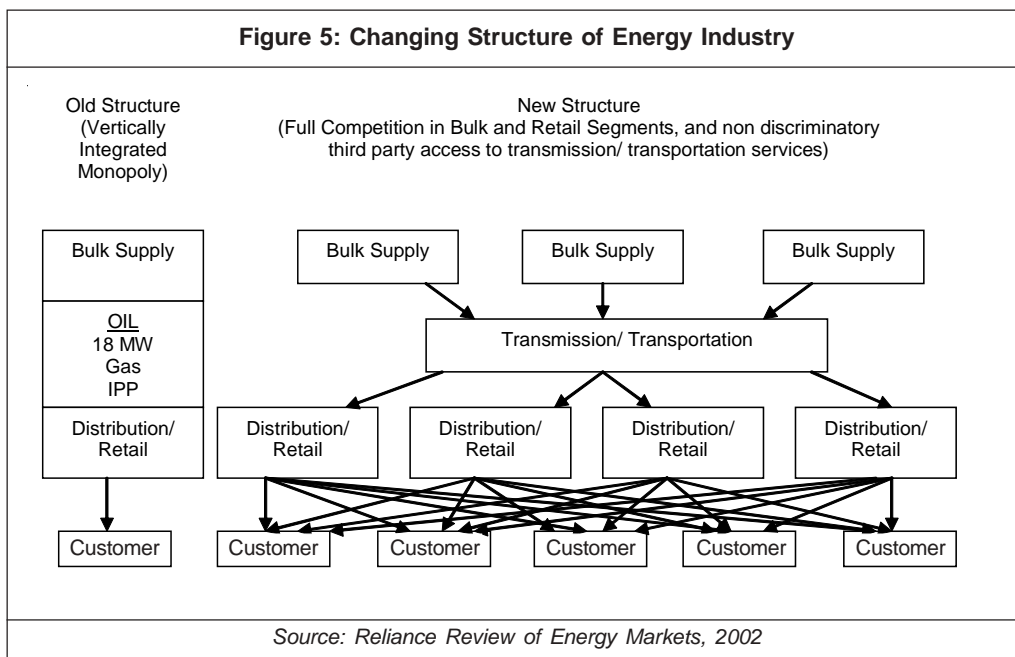 Figure 5: Changing Structure of Energy Industry
Old Structure
(Vertically
Integrated
Monopoly)
New Structure
(Full Competition in Bulk and Retail Segments, and non discriminatory
third party access to transmission/ transportation services)
Bulk Supply
OIL
18 MW
Gas
IPP
Distribution/
Retail
Customer
Bulk Supply
Bulk Supply
Bulk Supply
Transmission/ Transportation
Distribution/
Retail
Distribution/
Retail
Distribution/
Retail
Distribution/
Retail
Customer
Customer
Customer
Customer
Customer
Source: Reliance Review of Energy Markets, 2002